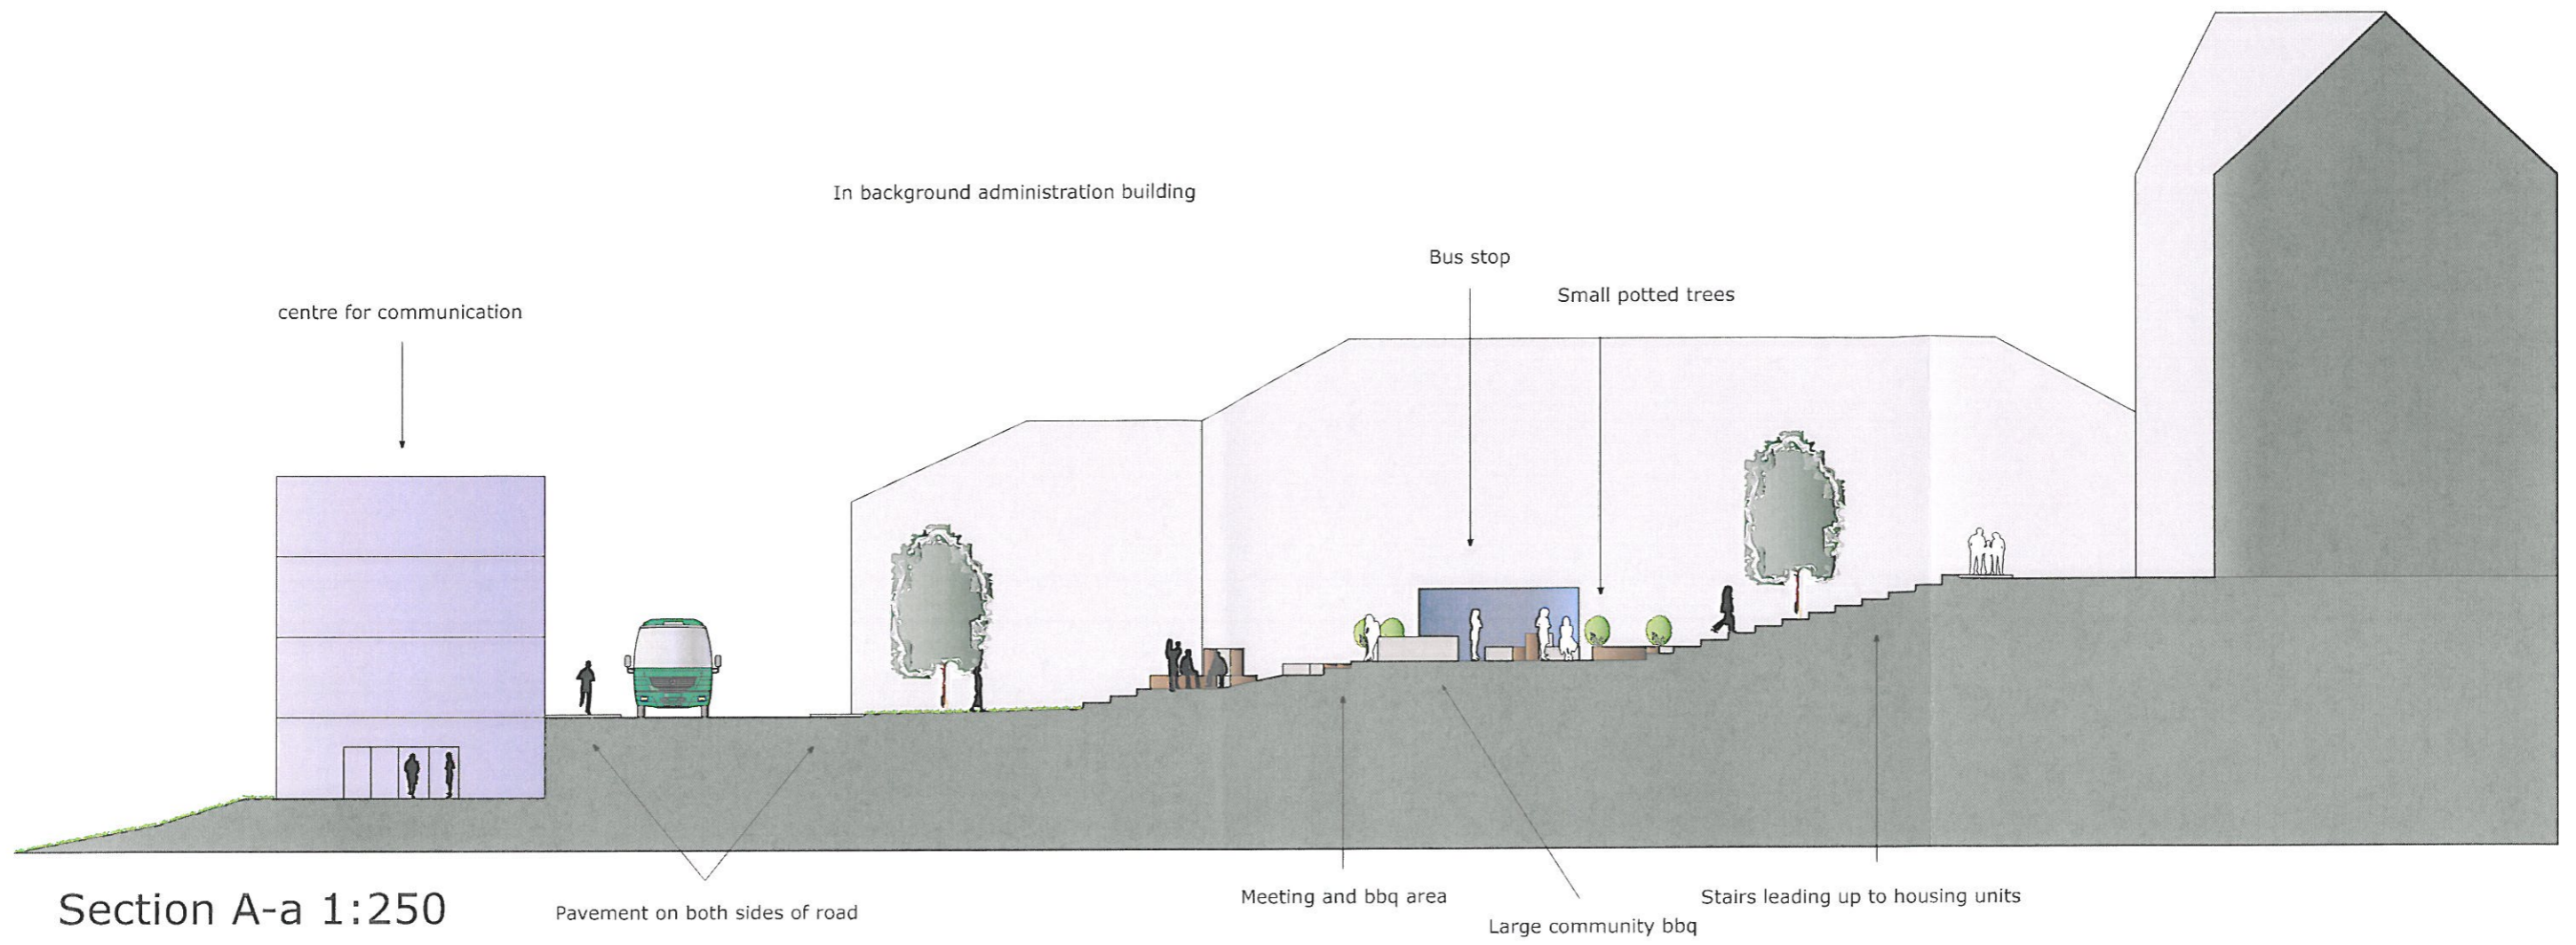 In background administration building
Bus stop
Small potted trees
centre for communication
Section A-a 1:250
Pavement on both sides of road
Meeting and bbq area
Large community bbq
Stairs leading up to housing units